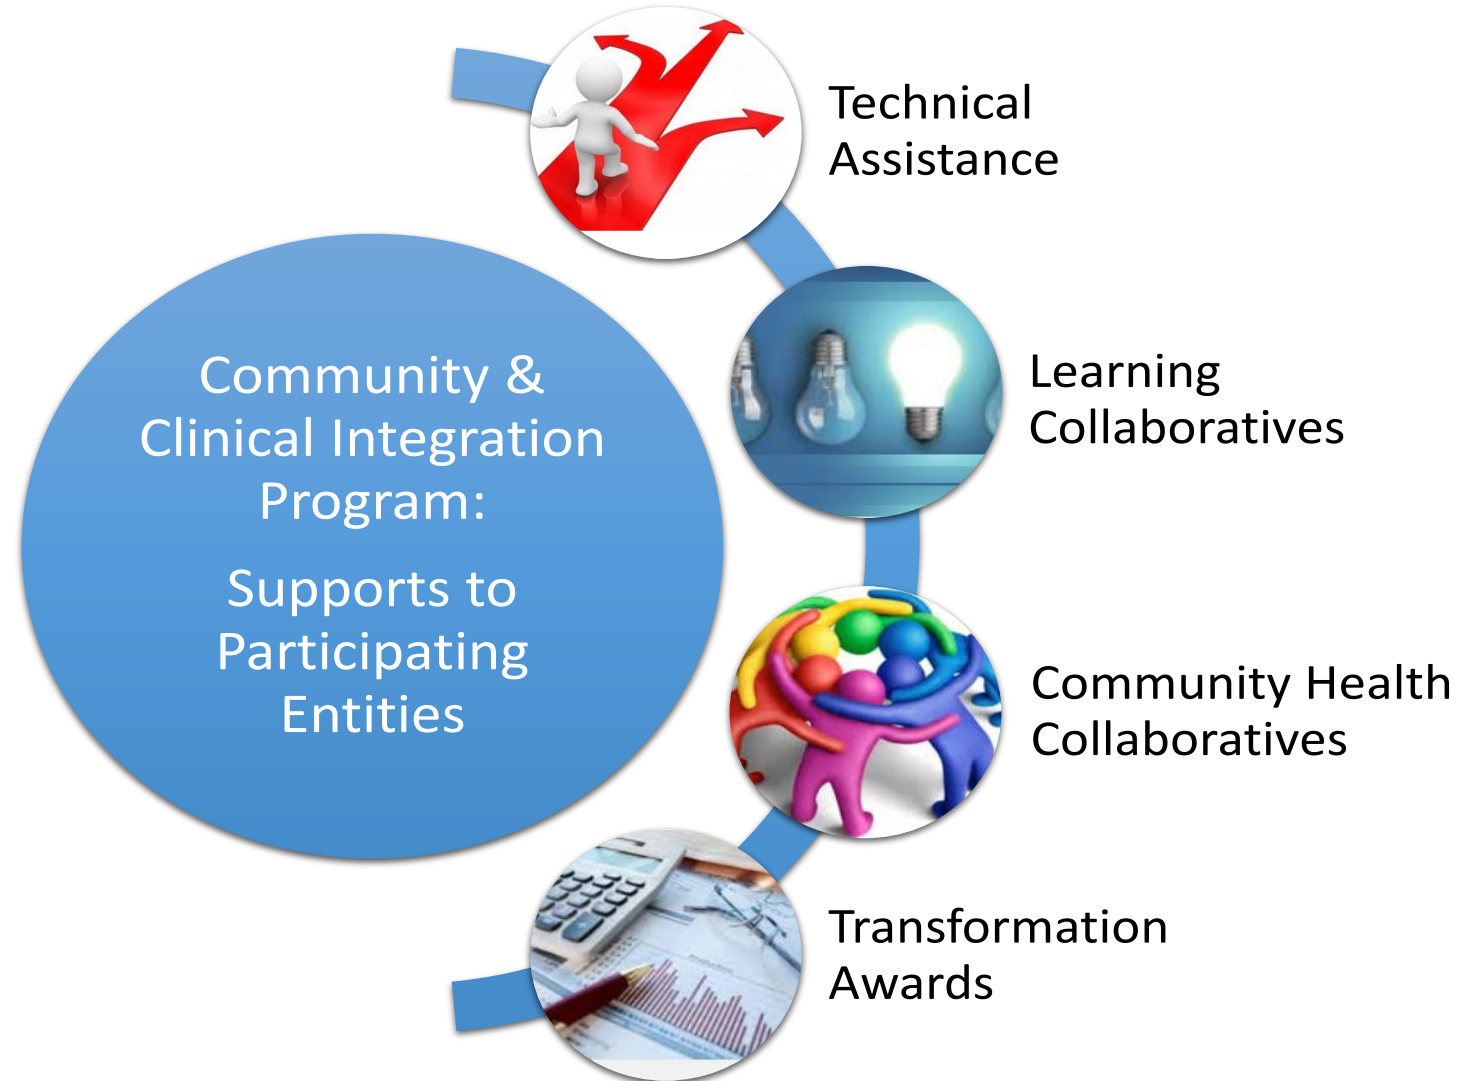 Community &
Clinical Integration
Program:
Supports to
Participating
Entities
Technical
Assistance
Learning
Collaboratives
Community Health
Collaboratives
Transformation
Awards